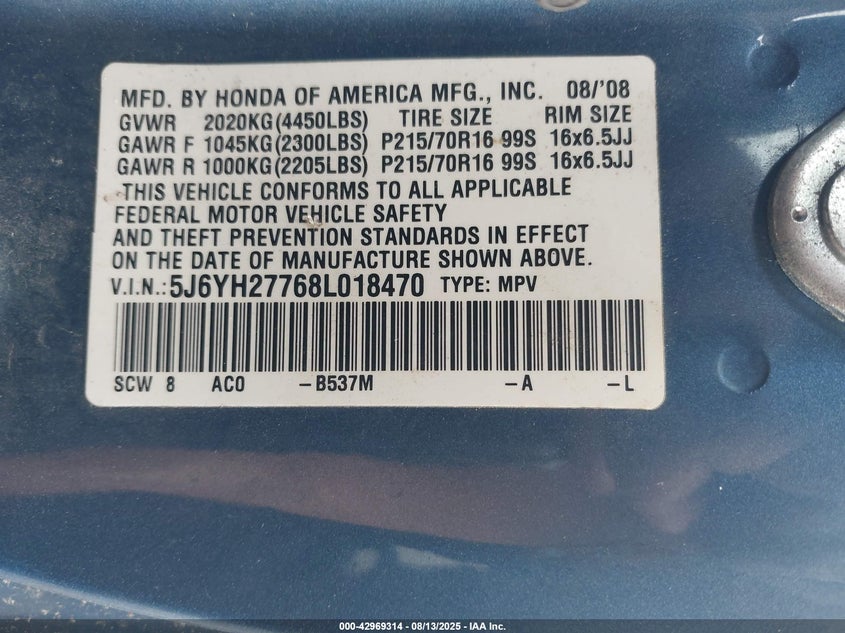 MFD. BY HONDA OF AMERICA MFG., INC. 08/'08
GVWR 2020KG(4450LBS) TIRE SIZE RIM SIZE
GAWR F 1045KG(2300LBS) P215/70R16 99S 16x6.5JJ
GAWR R 1000KG(2205LBS) P215/70R16 99S 16x6.5JJ
THIS VEHICLE CONFORMS TO ALL APPLICABLE
FEDERAL MOTOR VEHICLE SAFETY
AND THEFT PREVENTION STANDARDS IN EFFECT
ON THE DATE OF MANUFACTURE SHOWN ABOVE.
V.I.N.:5J6YH27768L018470 TYPE: MPV
SCW 8 AC0 -B537M -A -L
000-42969314 - 08/13/2025 - IAA Inc.